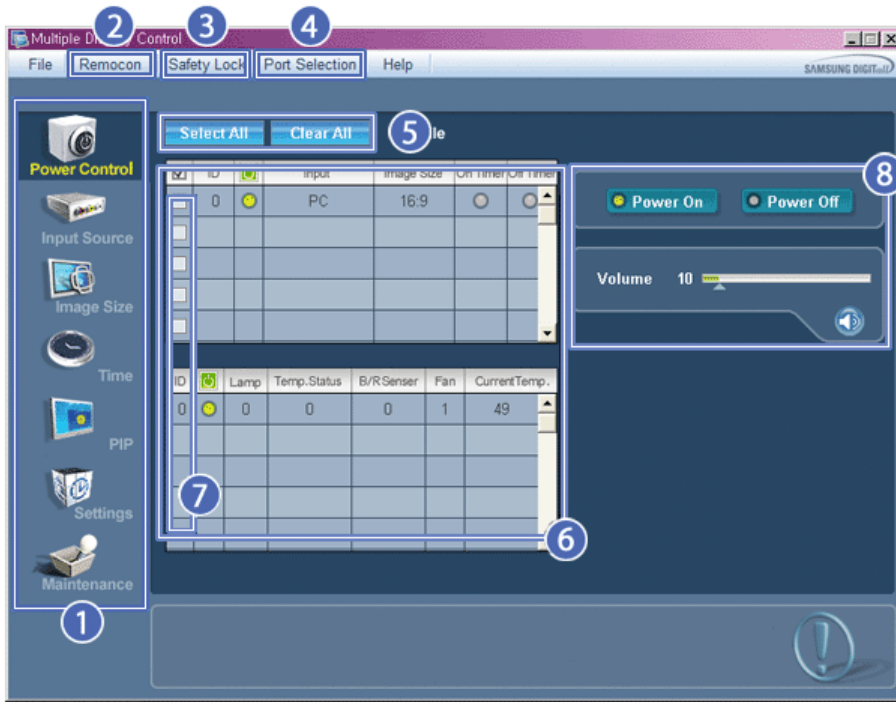 Multiple Di Control
2
3
4
File Remocon Safety Lock Port Selection Help
SAMSUNG DIGITall
Select All Clear All 5 le
8
Power Control
Input Source
Image Size
Time
PIP
Settings
Maintenance
1
ID Input Image Size On Timer Off Timer
0 PC 16:9
ID Lamp Temp.Status B/R Senser Fan CurrentTemp.
0 0 0 0 1 49
7
6
Power On Power Off
Volume 10